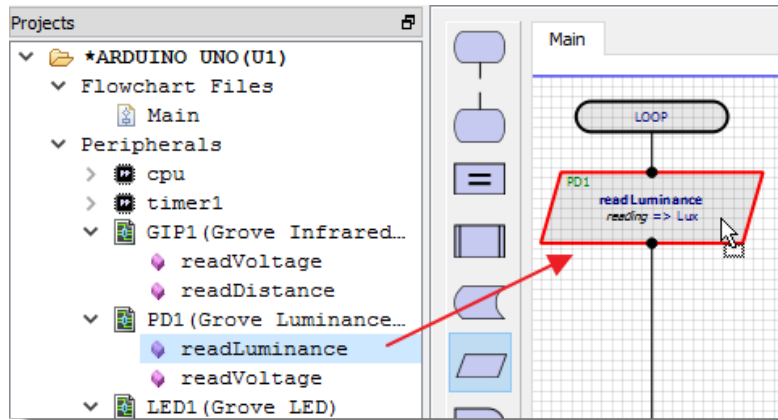 Projects
*ARDUINO UNO(U1)
Flowchart Files
Main
Peripherals
cpu
timer1
GIP1(Grove Infrared...
readVoltage
readDistance
PD1(Grove Luminance...
readLuminance
readVoltage
LED1(Grove LED)
Main
LOOP
PD1
readLuminance
reading => Lux